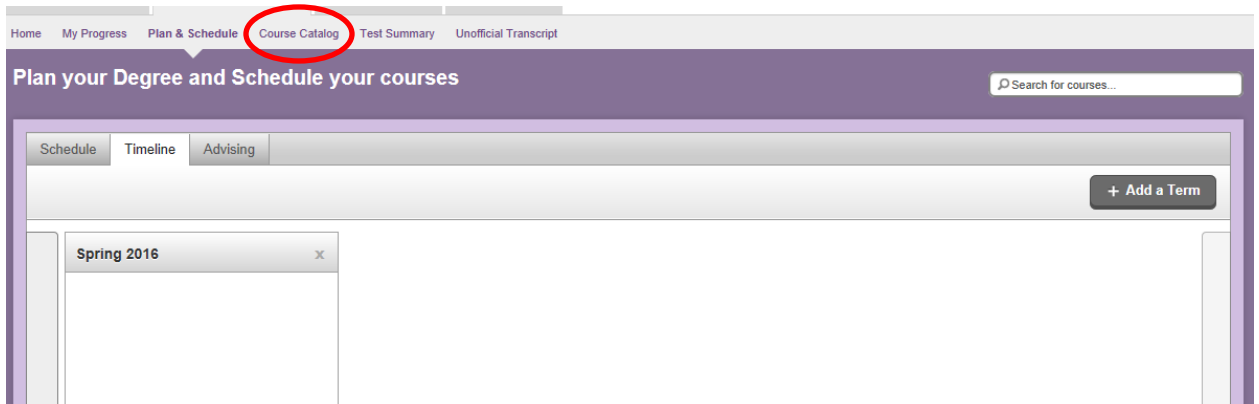 Home My Progress Plan & Schedule Course Catalog Test Summary Unofficial Transcript
Plan your Degree and Schedule your courses
Search for courses...
Schedule Timeline Advising
+ Add a Term
Spring 2016 x